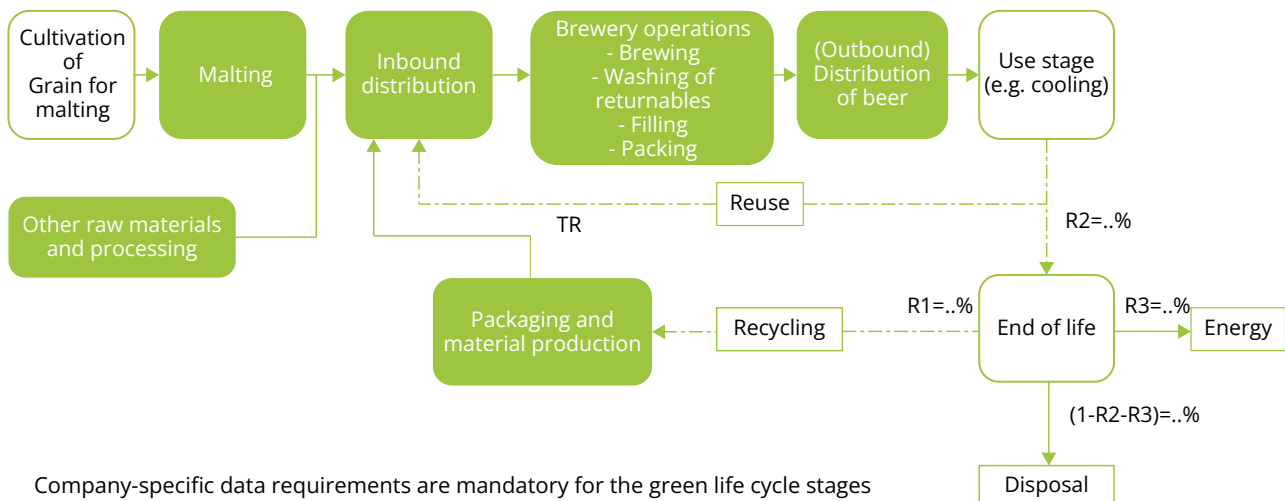 Cultivation
of
Grain for
malting
Malting
Inbound
distribution
Brewery operations
- Brewing
- Washing of
returnables
- Filling
- Packing
(Outbound)
Distribution
of beer
Use stage
(e.g. cooling)
Other raw materials
and processing
TR
Reuse
R2=..%
Packaging and
material production
Recycling
R1=..%
End of life
R3=..%
Energy
(1-R2-R3)=..%
Disposal
Company-specific data requirements are mandatory for the green life cycle stages